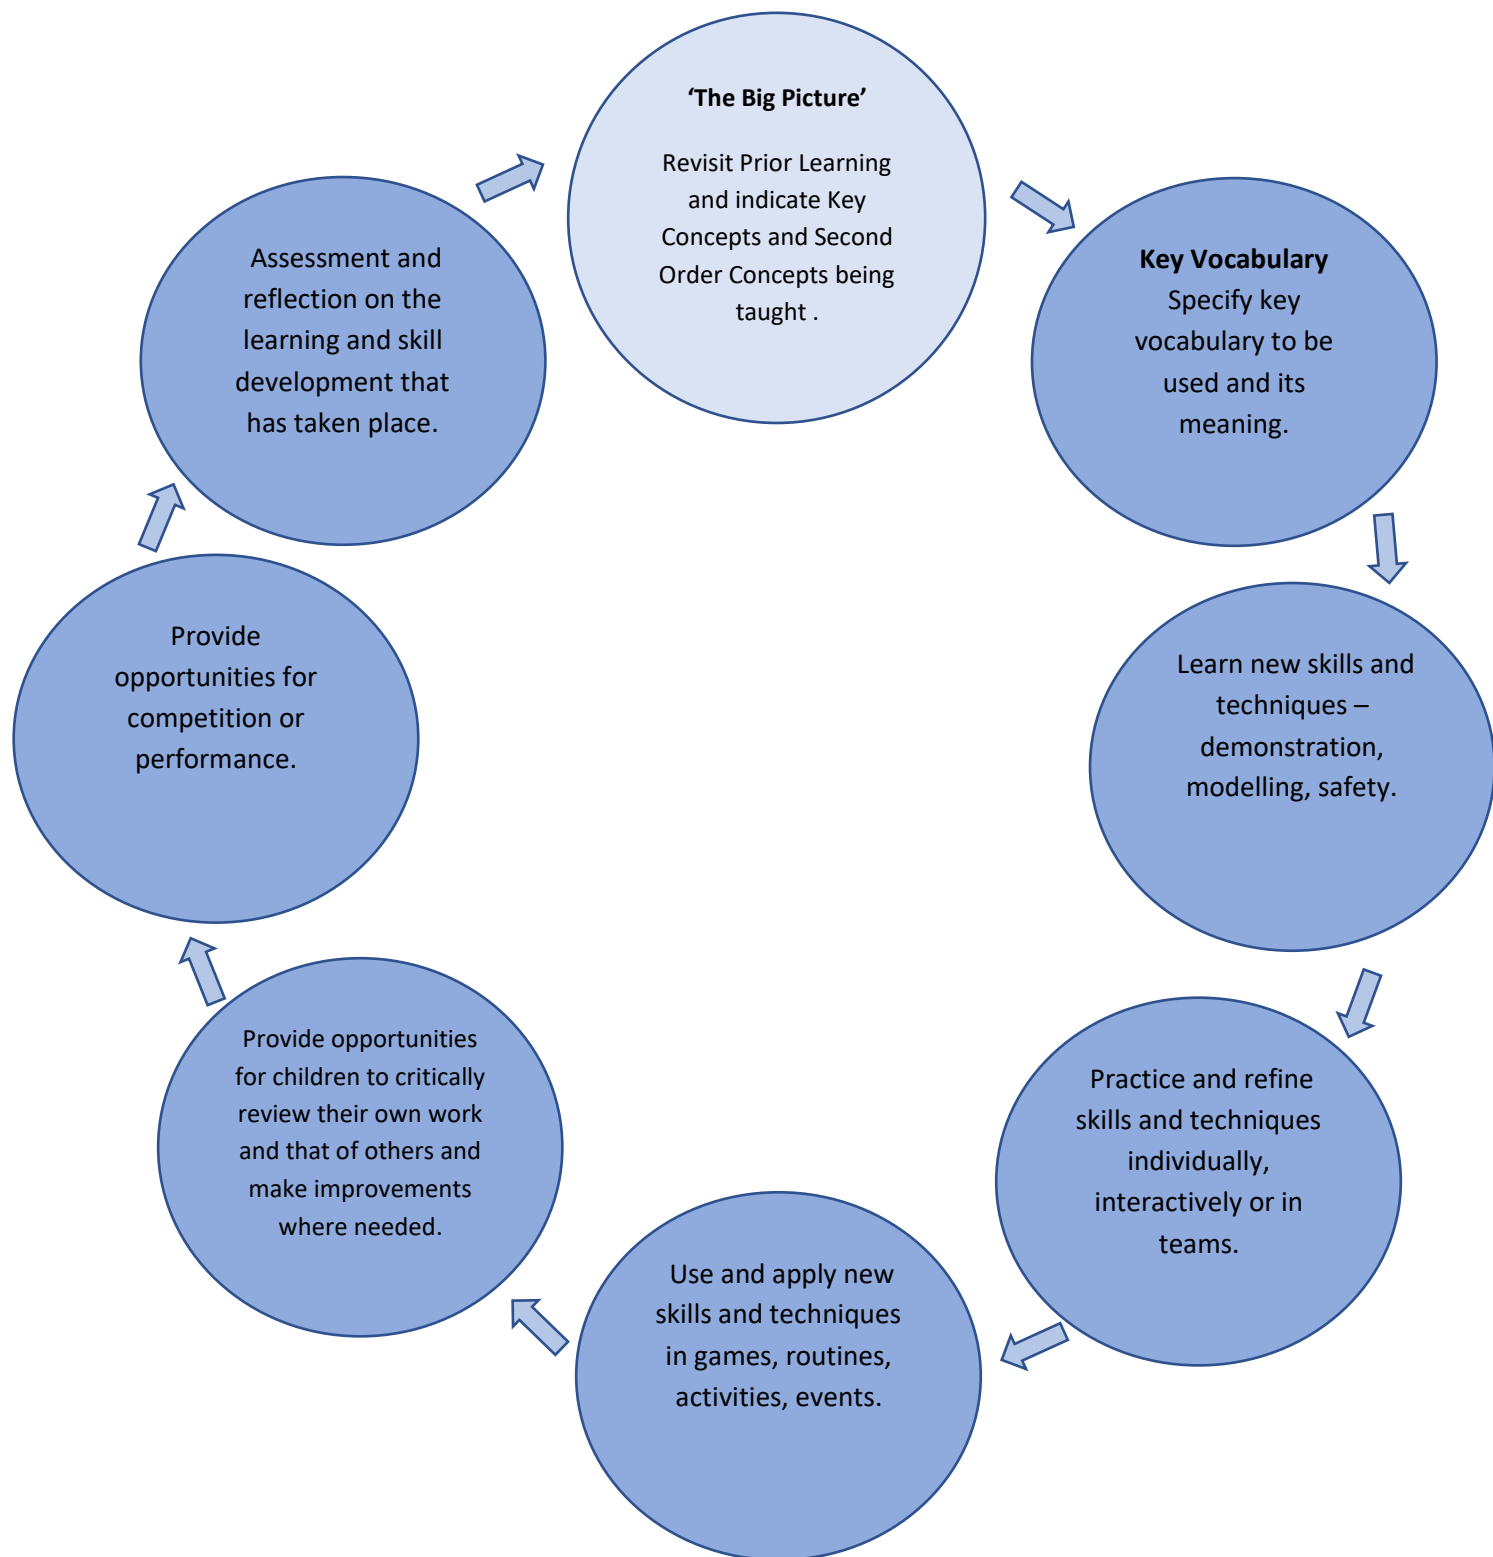 ‘The Big Picture’
Revisit Prior Learning
and indicate Key
Concepts and Second
Order Concepts being
taught .
Key Vocabulary
Specify key
vocabulary to be
used and its
meaning.
Learn new skills and
techniques –
demonstration,
modelling, safety.
Practice and refine
skills and techniques
individually,
interactively or in
teams.
Use and apply new
skills and techniques
in games, routines,
activities, events.
Provide opportunities
for children to critically
review their own work
and that of others and
make improvements
where needed.
Provide
opportunities for
competition or
performance.
Assessment and
reflection on the
learning and skill
development that
has taken place.